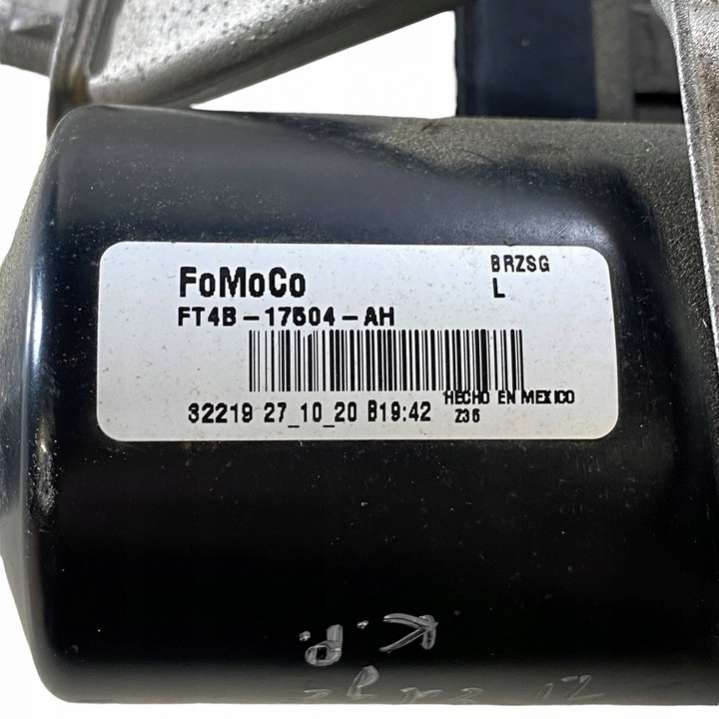 FoMoCo
BRZSG
L
FT4B-17504-AH
32219 27_10_20 B19:42
HECHO EN MEXICO
Z36
K.P.